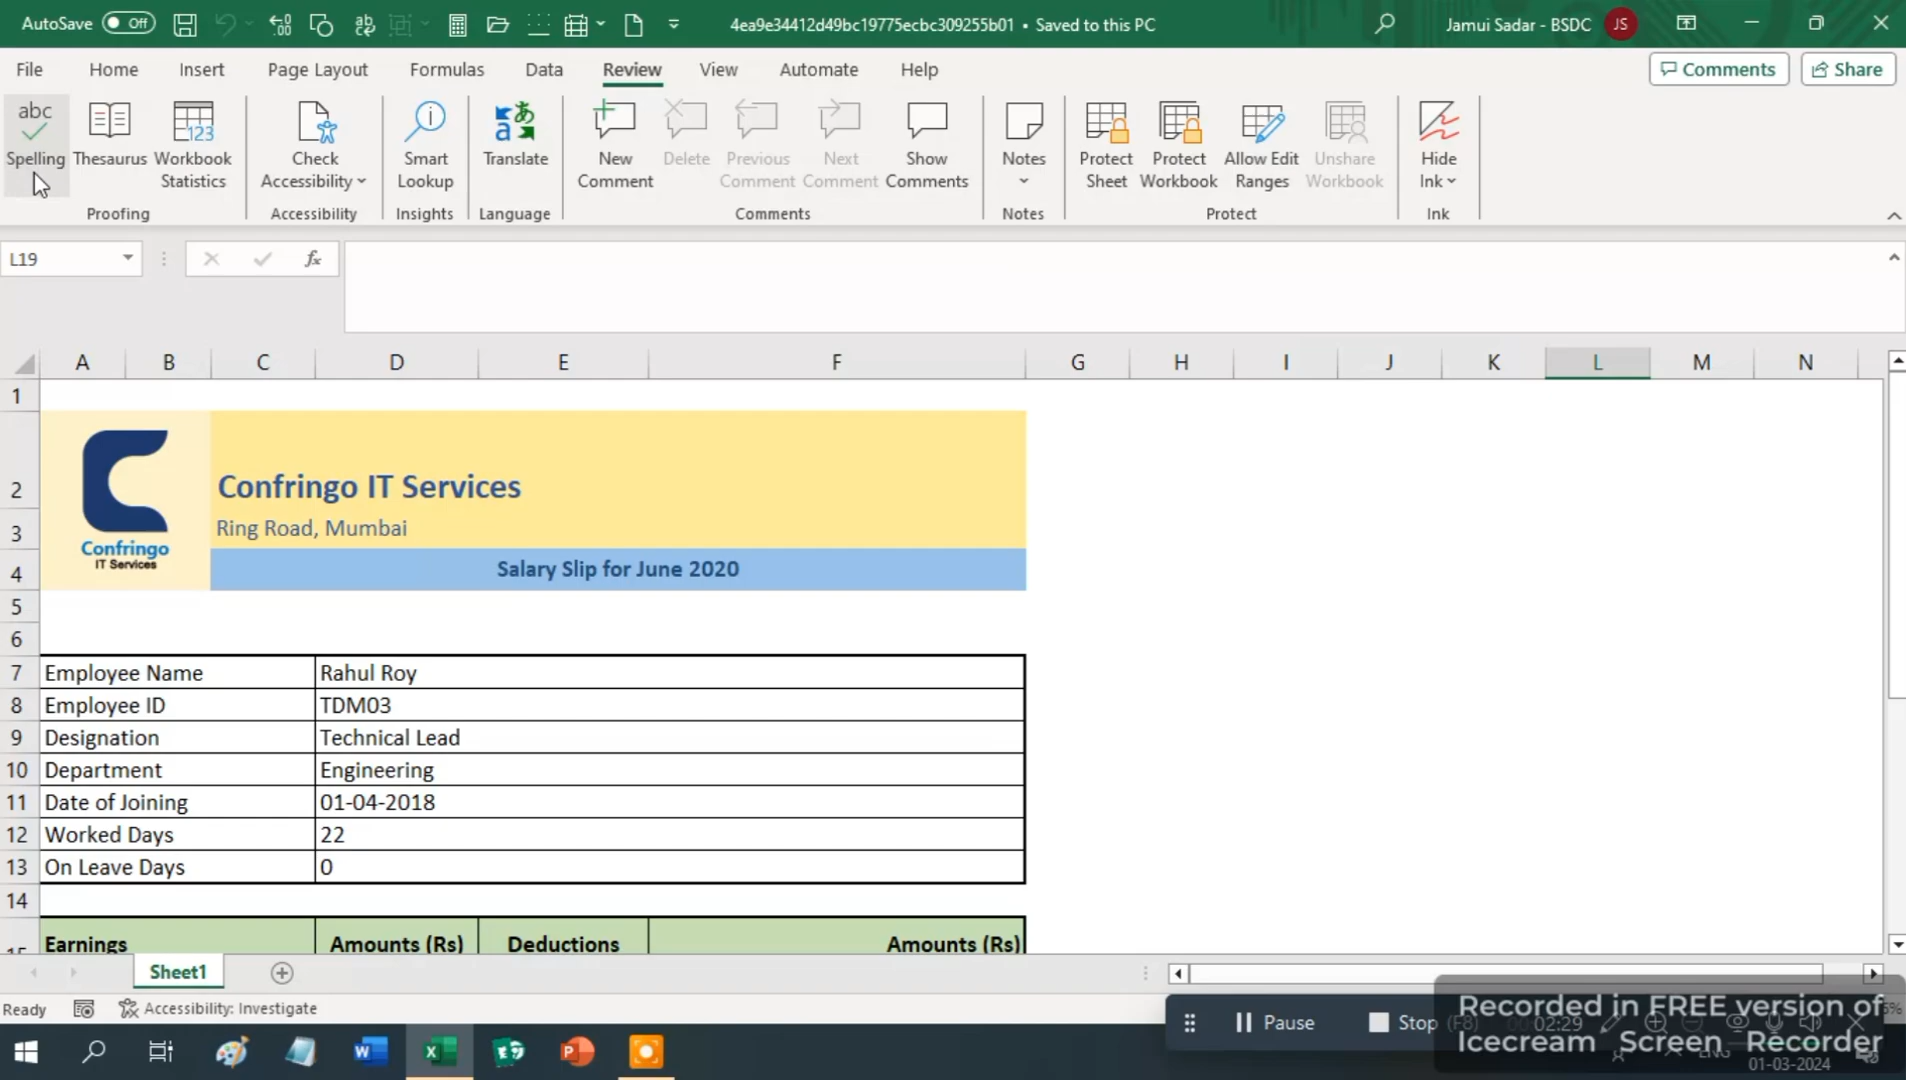 AutoSave Off 4ea9e34412d49bc19775ecbc309255b01 • Saved to this PC Jamui Sadar - BSDC JS
File Home Insert Page Layout Formulas Data Review View Automate Help Comments Share
abc
Spelling Thesaurus Workbook Statistics Check Accessibility Smart Lookup Translate New Comment Delete Previous Comment Next Comment Show Comments Notes Protect Sheet Protect Workbook Allow Edit Ranges Unshare Workbook Hide Ink
Proofing Accessibility Insights Language Comments Notes Protect Ink
L19 fx
A B C D E F G H I J K L M N
1
2 Confringo IT Services
3 Ring Road, Mumbai
Confringo
IT Services
4 Salary Slip for June 2020
5
6
7 Employee Name Rahul Roy
8 Employee ID TDM03
9 Designation Technical Lead
10 Department Engineering
11 Date of Joining 01-04-2018
12 Worked Days 22
13 On Leave Days 0
14
15 Earnings Amounts (Rs) Deductions Amounts (Rs)
Sheet1
Ready Accessibility: Investigate
Pause Stop (F8) 00:02:29
Recorded in FREE version of
Icecream Screen Recorder
ENG
01-03-2024